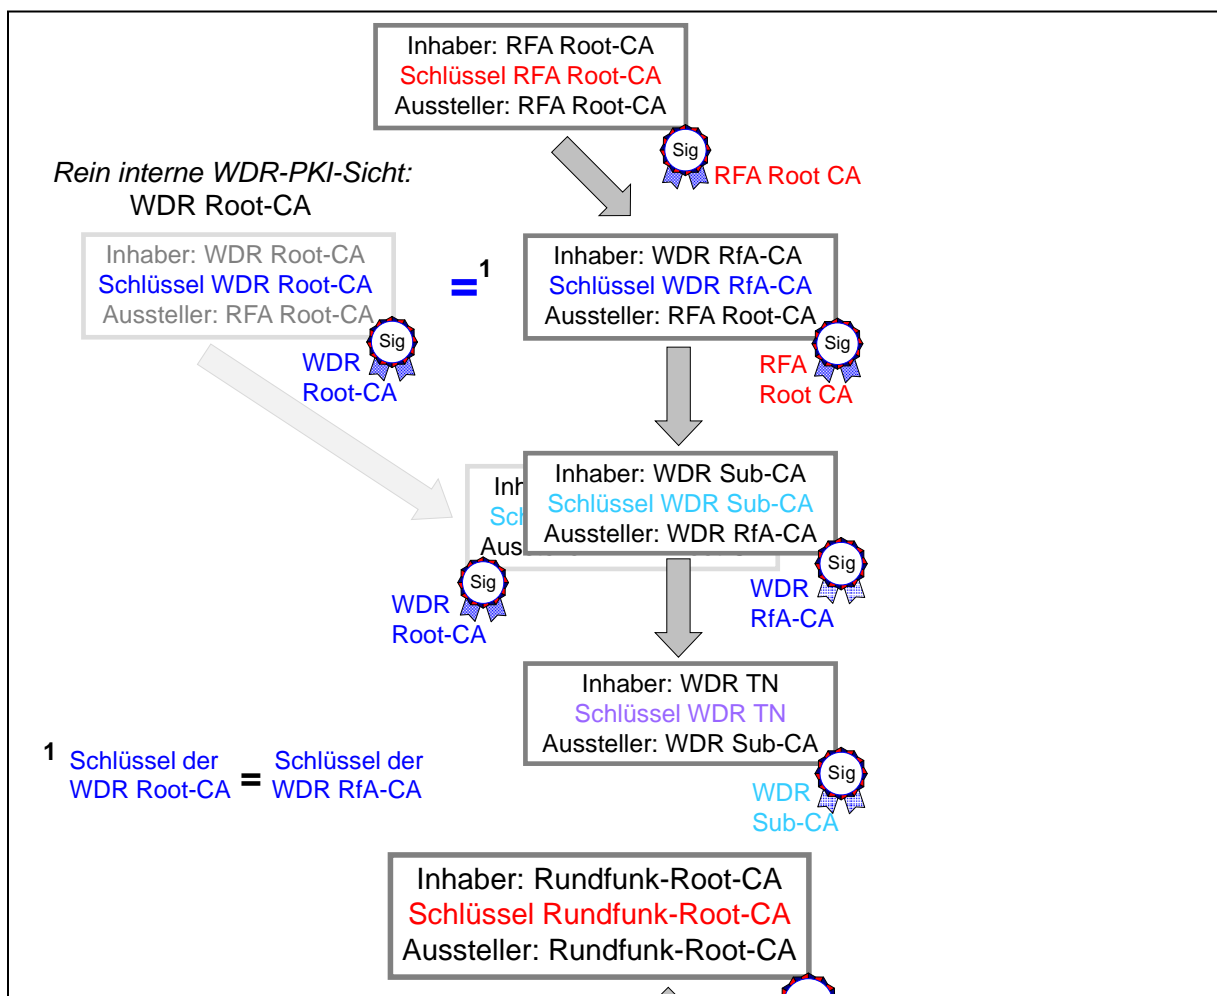 Inhaber: RFA Root-CA
Schlüssel RFA Root-CA
Aussteller: RFA Root-CA
Sig
RFA Root CA
Rein interne WDR-PKI-Sicht:
WDR Root-CA
Inhaber: WDR Root-CA
Schlüssel WDR Root-CA
Aussteller: RFA Root-CA
Sig
WDR
Root-CA
=1
Inhaber: WDR RfA-CA
Schlüssel WDR RfA-CA
Aussteller: RFA Root-CA
Sig
RFA
Root CA
Inhaber: WDR Sub-CA
Schlüssel WDR Sub-CA
Aussteller: WDR RfA-CA
Sig
WDR
RfA-CA
Sig
WDR
Root-CA
Inhaber: WDR TN
Schlüssel WDR TN
Aussteller: WDR Sub-CA
Sig
WDR
Sub-CA
1 Schlüssel der = Schlüssel der
WDR Root-CA WDR RfA-CA
Inhaber: Rundfunk-Root-CA
Schlüssel Rundfunk-Root-CA
Aussteller: Rundfunk-Root-CA